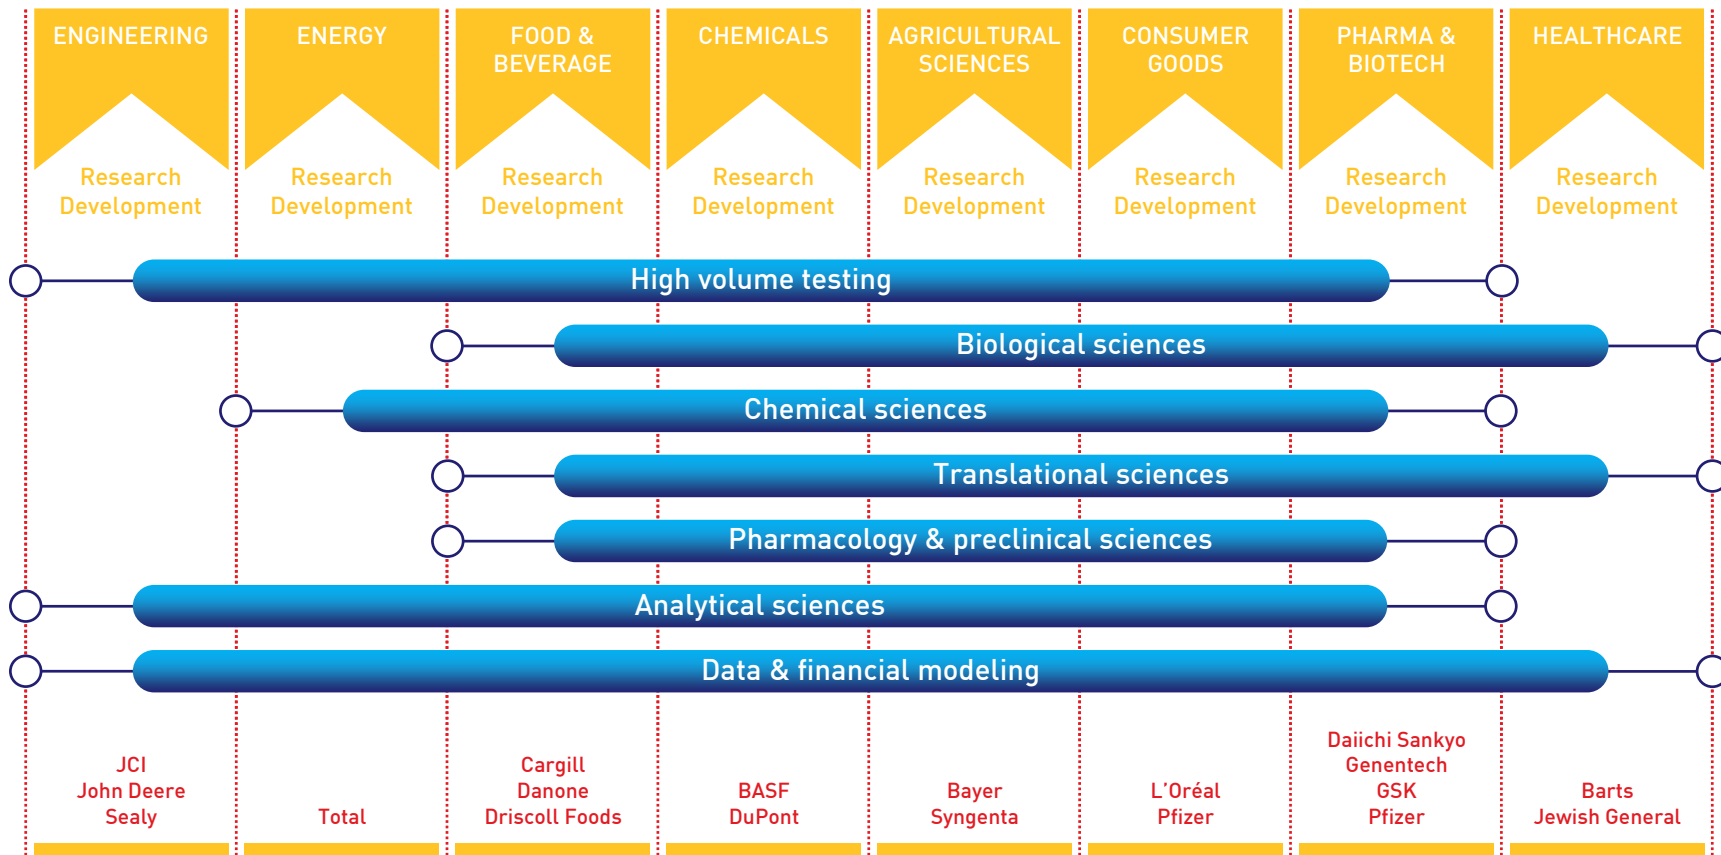 ENGINEERING
ENERGY
FOOD &
BEVERAGE
CHEMICALS
AGRICULTURAL
SCIENCES
CONSUMER
GOODS
PHARMA &
BIOTECH
HEALTHCARE
Research
Development
Research
Development
Research
Development
Research
Development
Research
Development
Research
Development
Research
Development
Research
Development
High volume testing
Biological sciences
Chemical sciences
Translational sciences
Pharmacology & preclinical sciences
Analytical sciences
Data & financial modeling
JCI
John Deere
Sealy
Total
Cargill
Danone
Driscoll Foods
BASF
DuPont
Bayer
Syngenta
L’Oréal
Pfizer
Daiichi Sankyo
Genentech
GSK
Pfizer
Barts
Jewish General